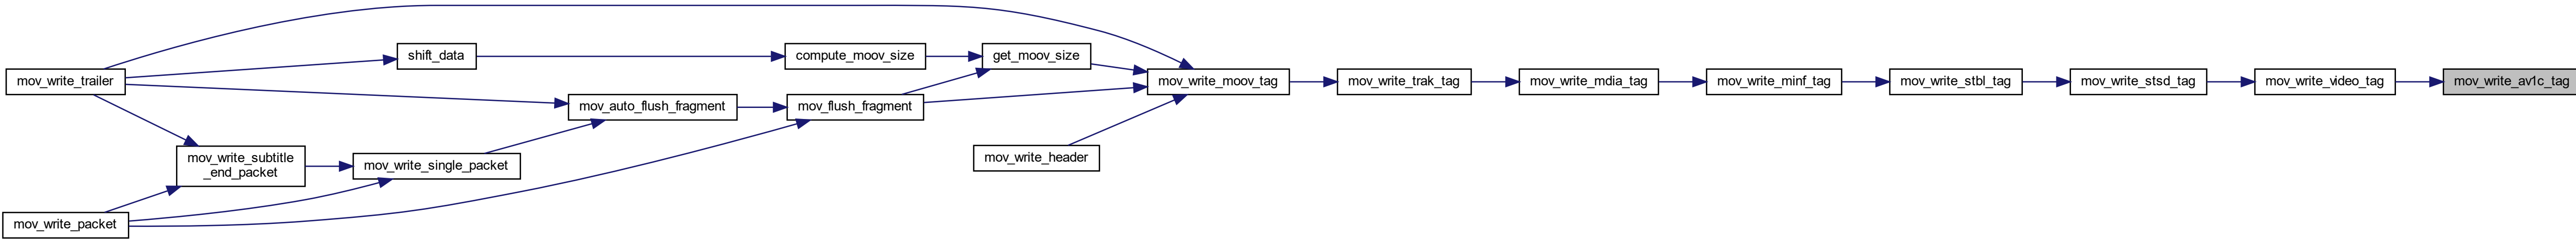 mov_write_trailer
shift_data
compute_moov_size
get_moov_size
mov_auto_flush_fragment
mov_flush_fragment
mov_write_subtitle
_end_packet
mov_write_single_packet
mov_write_packet
mov_write_header
mov_write_moov_tag
mov_write_trak_tag
mov_write_mdia_tag
mov_write_minf_tag
mov_write_stbl_tag
mov_write_stsd_tag
mov_write_video_tag
mov_write_av1c_tag